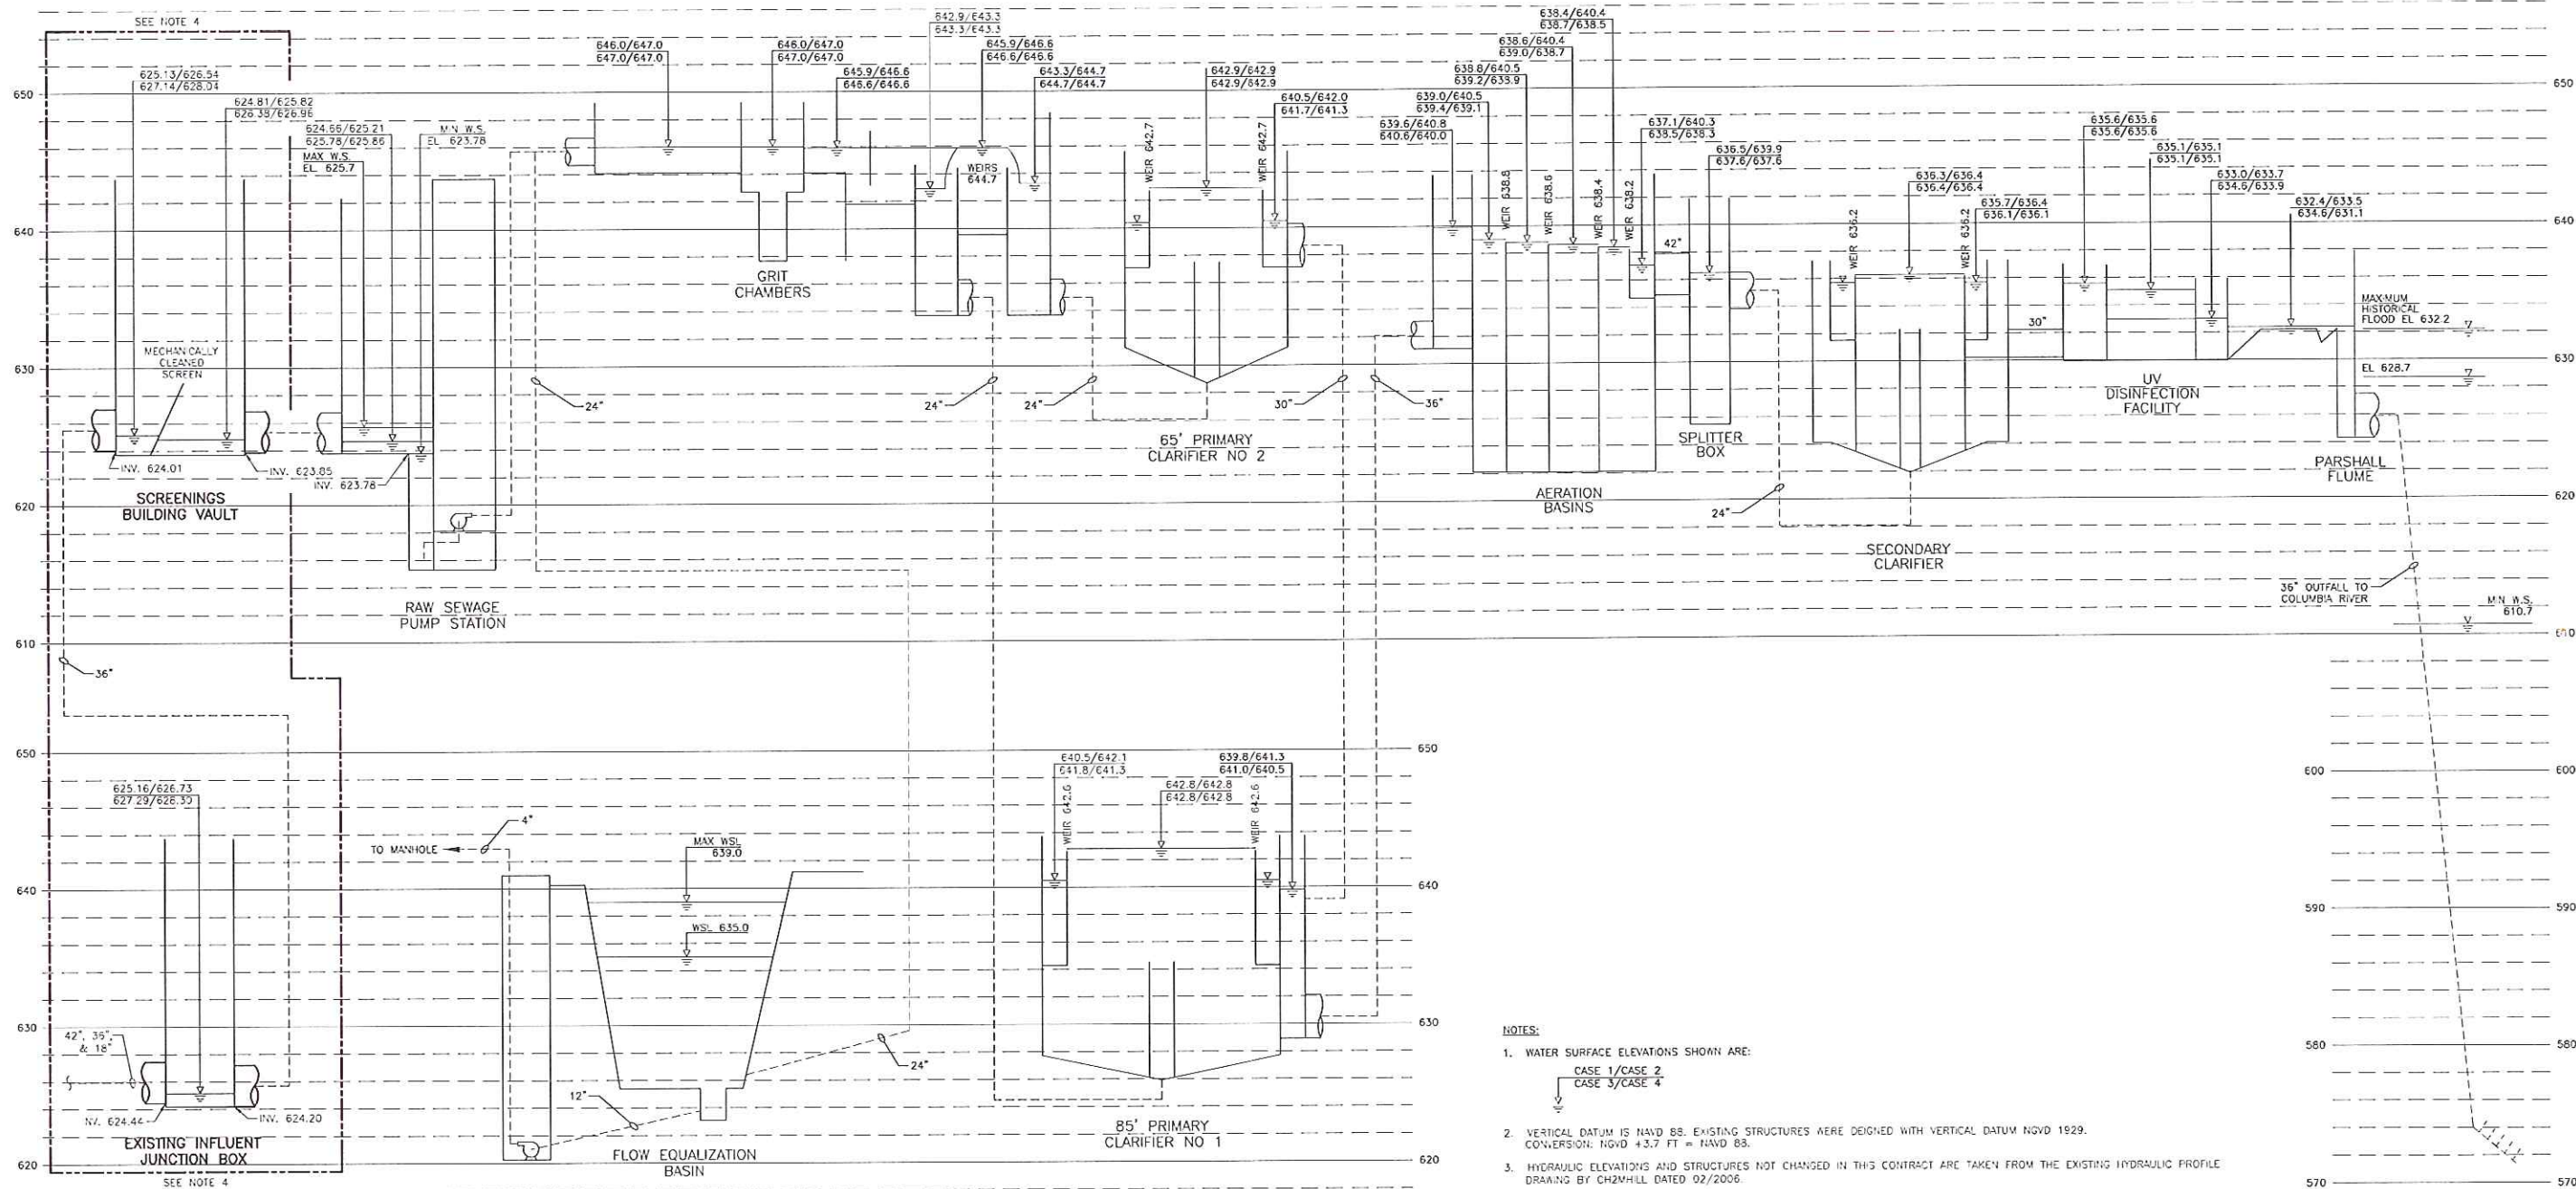 SEE NOTE 4
625.13/626.54
627.14/628.04
624.81/625.82
626.38/626.96
624.66/625.21
625.78/625.86
MAX W.S.
EL. 625.7
MIN W.S.
EL 623.78
MECHANICALLY
CLEANED
SCREEN
INV. 624.01
INV. 623.85
INV. 623.78
SCREENINGS
BUILDING VAULT
RAW SEWAGE
PUMP STATION
36"
24"
646.0/647.0
647.0/647.0
646.0/647.0
647.0/647.0
645.9/646.6
646.6/646.6
GRIT
CHAMBERS
642.9/643.3
643.3/643.3
645.9/646.6
646.6/646.6
643.3/644.7
644.7/644.7
WEIRS
644.7
24"
24"
642.9/642.9
642.9/642.9
640.5/642.0
641.7/641.3
WEIR 642.7
WEIR 642.7
65' PRIMARY
CLARIFIER NO 2
30"
36"
639.6/640.8
640.6/640.0
639.0/640.5
639.4/639.1
638.8/640.5
639.2/638.9
638.6/640.4
639.0/638.7
638.4/640.4
638.7/638.5
637.1/640.3
638.5/638.3
636.5/639.9
637.6/637.6
WEIR 638.8
WEIR 638.6
WEIR 638.4
WEIR 638.2
42"
AERATION
BASINS
SPLITTER
BOX
24"
636.3/636.4
636.4/636.4
635.7/636.4
636.1/636.1
WEIR 636.2
WEIR 636.2
SECONDARY
CLARIFIER
30"
635.6/635.6
635.6/635.6
635.1/635.1
635.1/635.1
633.0/633.7
634.6/633.9
632.4/633.5
634.6/631.1
UV
DISINFECTION
FACILITY
MAXIMUM
HISTORICAL
FLOOD EL 632.2
EL 628.7
PARSHALL
FLUME
36" OUTFALL TO
COLUMBIA RIVER
MIN W.S.
610.7
650
640
630
620
610
650
640
630
620
610
600
590
580
570
600
590
580
570
650
640
630
620
650
640
630
620
625.16/626.73
627.29/628.30
42", 36",
& 18"
INV. 624.20
EXISTING INFLUENT
JUNCTION BOX
SEE NOTE 4
TO MANHOLE
4"
MAX WSL
639.0
WSL 635.0
12"
24"
FLOW EQUALIZATION
BASIN
640.5/642.1
641.8/641.3
642.8/642.8
642.8/642.8
639.8/641.3
641.0/640.5
WEIR 642.6
WEIR 642.6
85' PRIMARY
CLARIFIER NO 1
NOTES:
1. WATER SURFACE ELEVATIONS SHOWN ARE:
CASE 1/CASE 2
CASE 3/CASE 4
2. VERTICAL DATUM IS NAVD 88. EXISTING STRUCTURES WERE DEIGNED WITH VERTICAL DATUM NGVD 1929.
CONVERSION: NGVD +3.7 FT = NAVD 88.
3. HYDRAULIC ELEVATIONS AND STRUCTURES NOT CHANGED IN THIS CONTRACT ARE TAKEN FROM THE EXISTING HYDRAULIC PROFILE
DRAWING BY CH2MHILL DATED 02/2006.